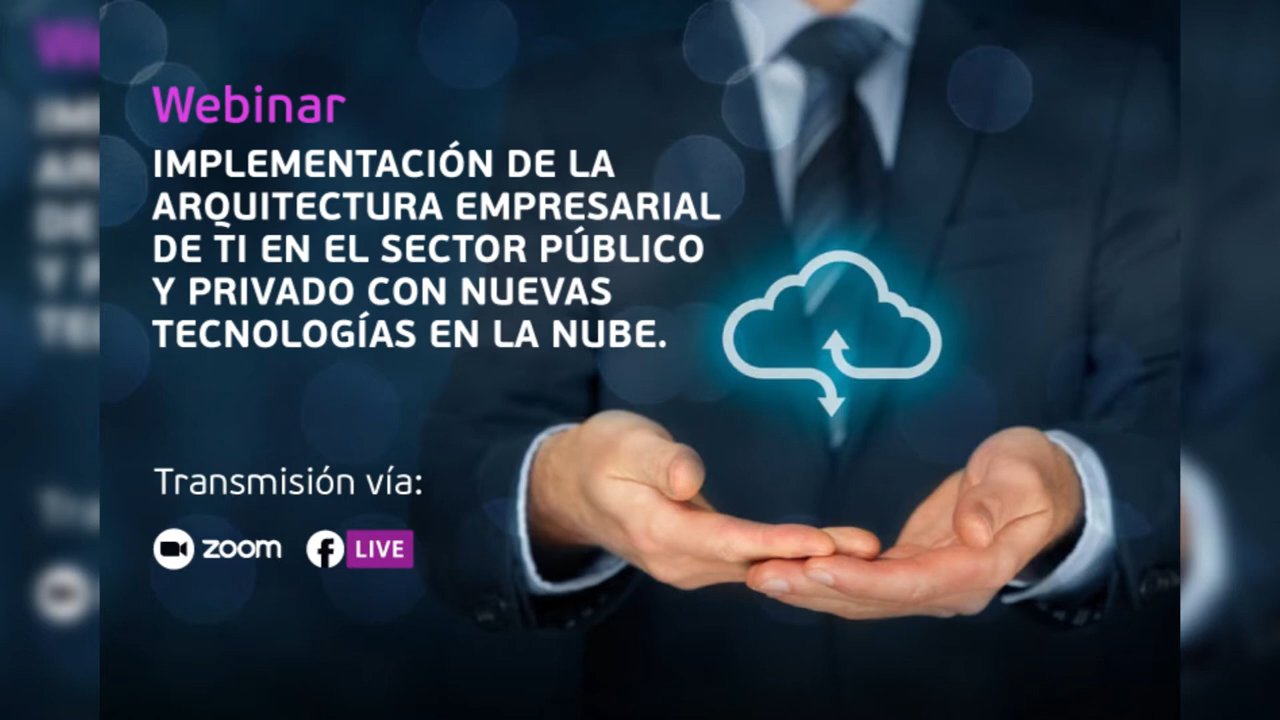 Webinar
IMPLEMENTACIÓN DE LA
ARQUITECTURA EMPRESARIAL
DE TI EN EL SECTOR PÚBLICO
Y PRIVADO CON NUEVAS
TECNOLOGÍAS EN LA NUBE.
Transmisión vía:
zoom LIVE